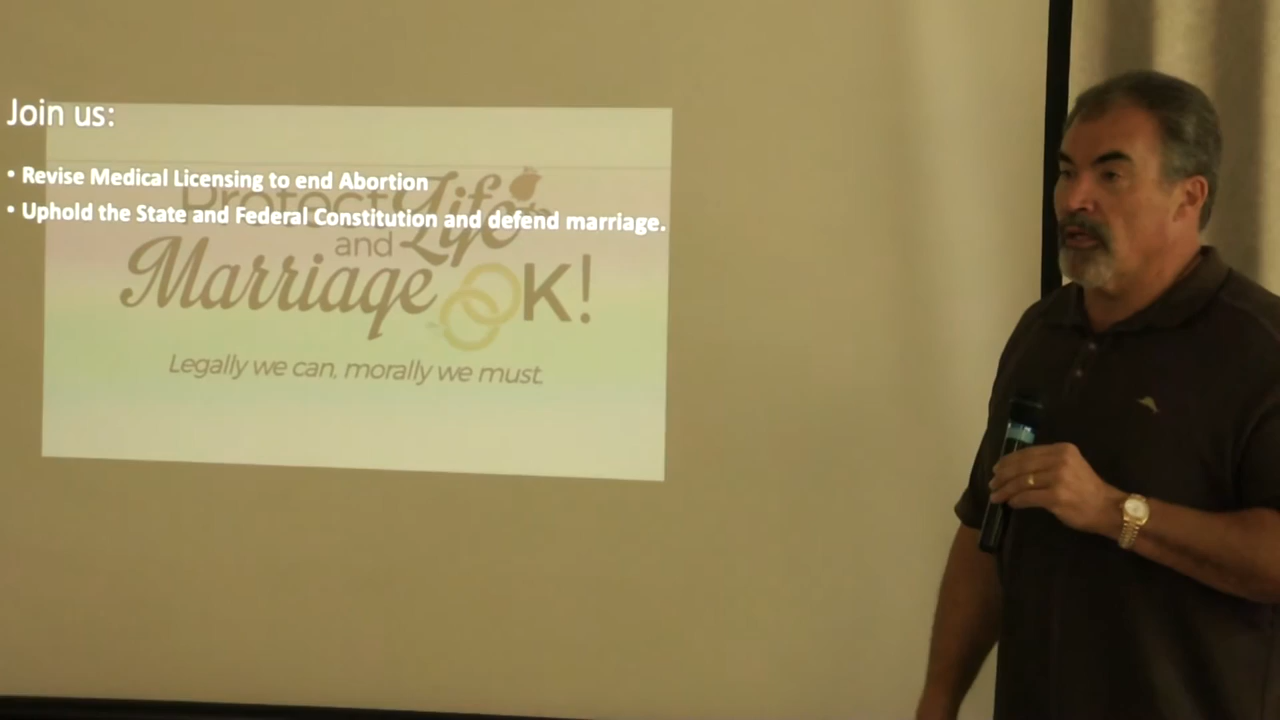 Join us:
• Revise Medical Licensing to end Abortion
• Uphold the State and Federal Constitution and defend marriage.
Protect Life
and
Marriage OK!
Legally we can, morally we must.